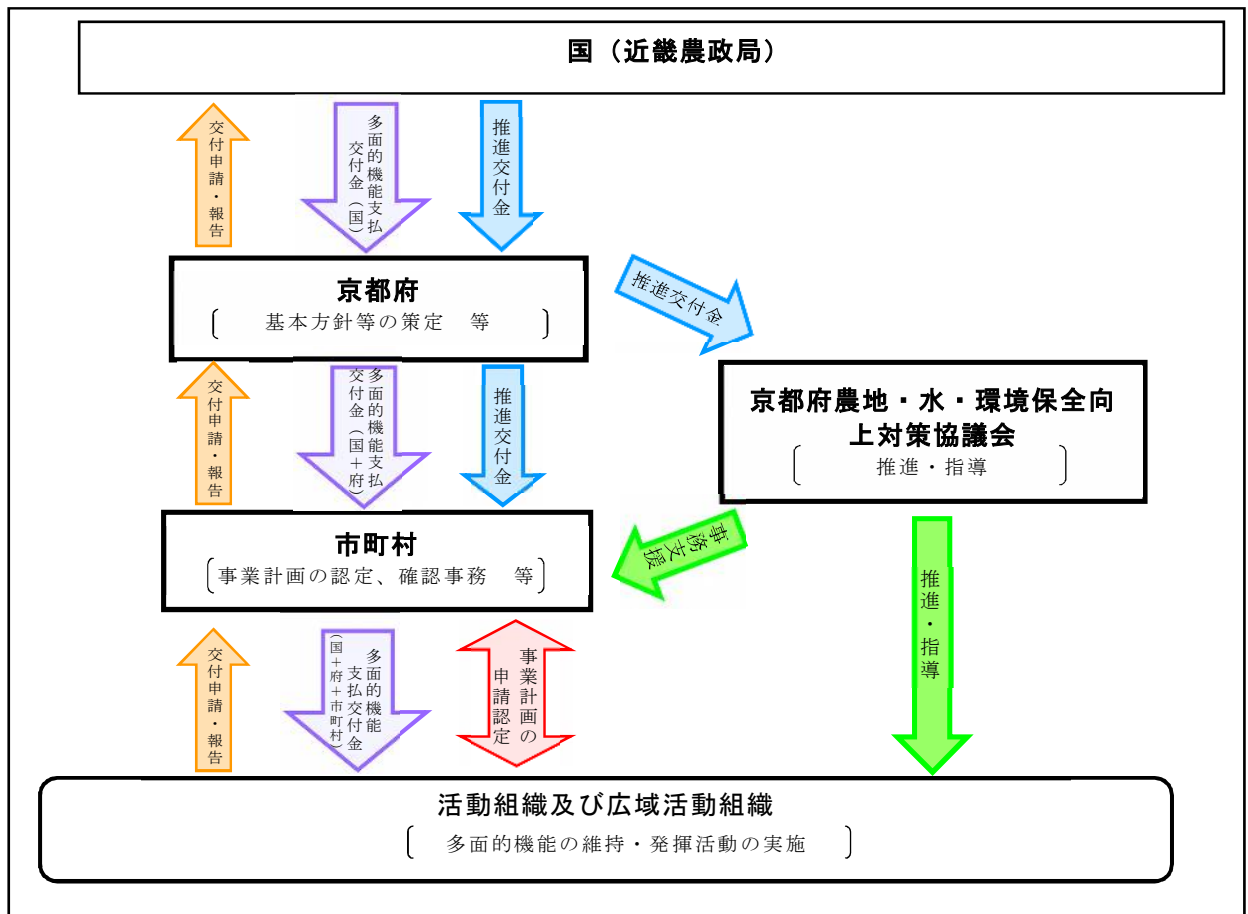 国（近畿農政局）
交付申請・報告
多面的機能支払
交付金（国）
推進交付金
京都府
〔　基本方針等の策定　等　〕
推進交付金
交付申請・報告
多面的機能支払
交付金（国＋府）
推進交付金
京都府農地・水・環境保全向
上対策協議会
〔　推進・指導　〕
市町村
〔事業計画の認定、確認事務　等〕
事務支援
推進・指導
交付申請・報告
多面的機能
支払交付金
（国＋府＋市町村）
事業計画の
申請認定
活動組織及び広域活動組織
〔　多面的機能の維持・発揮活動の実施　〕